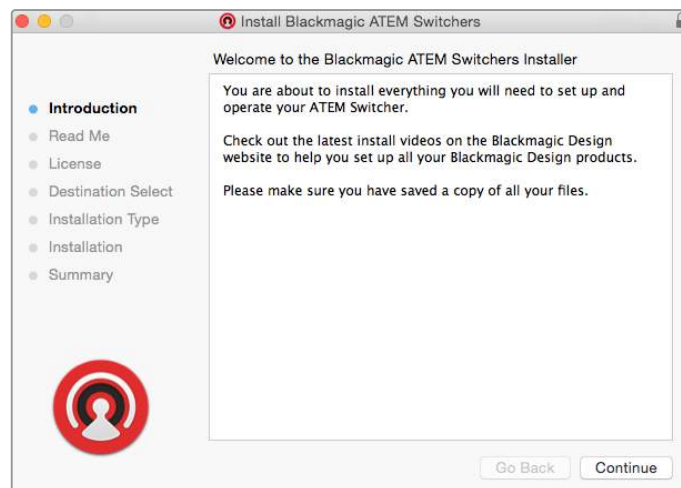 Install Blackmagic ATEM Switchers
Welcome to the Blackmagic ATEM Switchers Installer
Introduction
Read Me
License
Destination Select
Installation Type
Installation
Summary
You are about to install everything you will need to set up and
operate your ATEM Switcher.
Check out the latest install videos on the Blackmagic Design
website to help you set up all your Blackmagic Design products.
Please make sure you have saved a copy of all your files.
Go Back
Continue